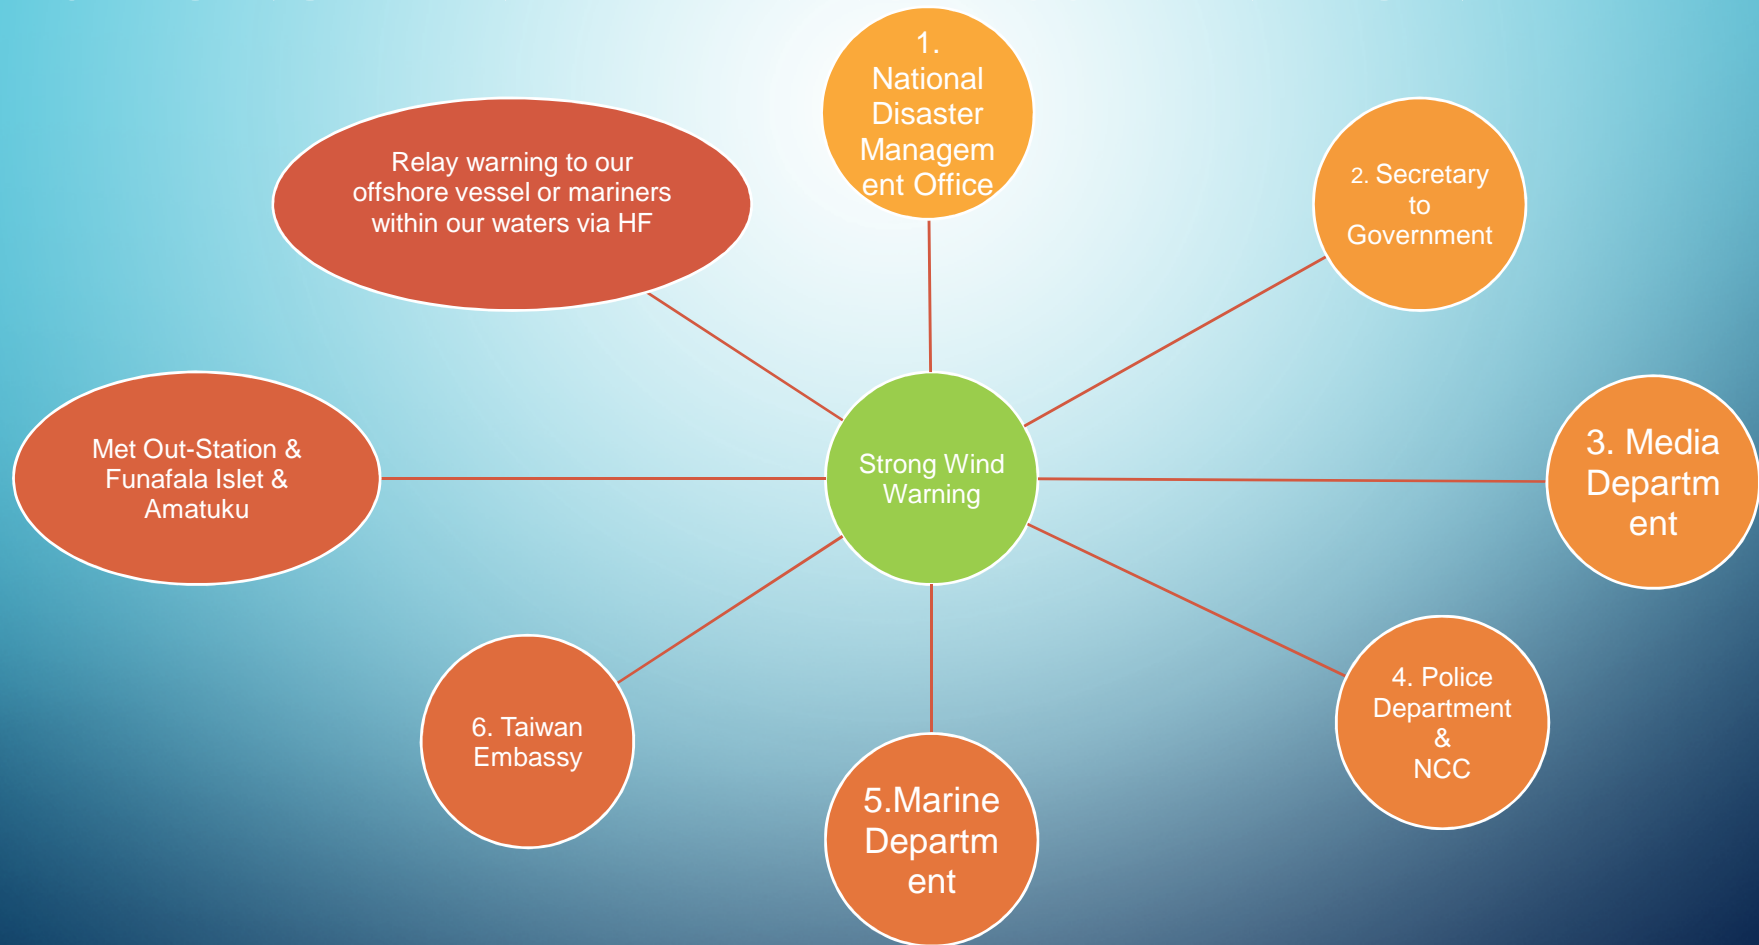 1.
National
Disaster
Managem
ent Office
2. Secretary
to
Government
3. Media
Departm
ent
4. Police
Department
&
NCC
5.Marine
Departm
ent
6. Taiwan
Embassy
Met Out-Station &
Funafala Islet &
Amatuku
Relay warning to our
offshore vessel or mariners
within our waters via HF
Strong Wind
Warning